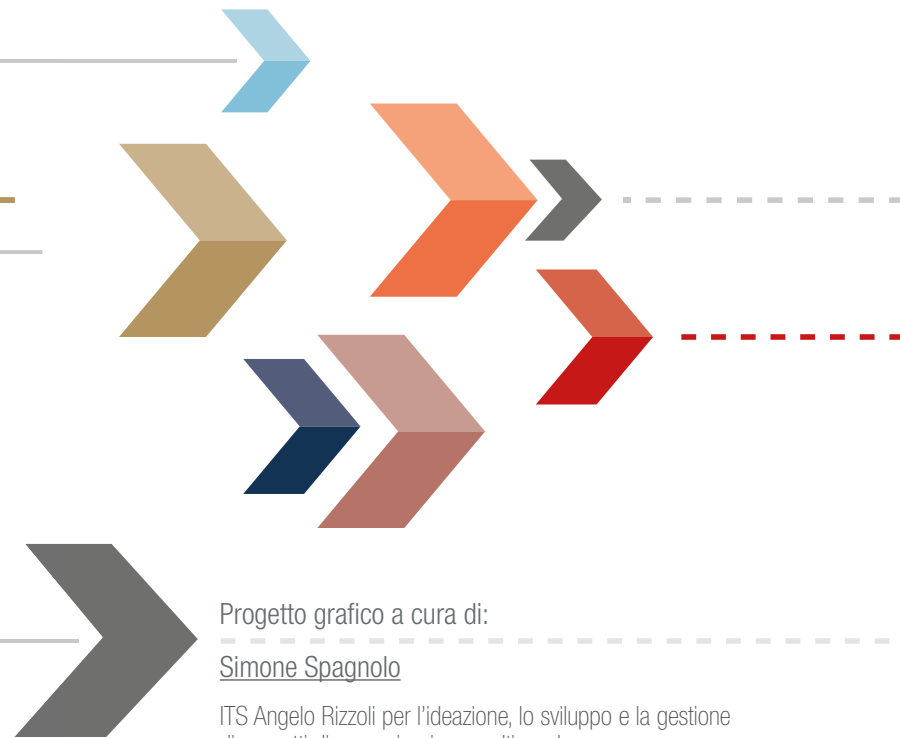 Progetto grafico a cura di:
Simone Spagnolo
ITS Angelo Rizzoli per l'ideazione, lo sviluppo e la gestione